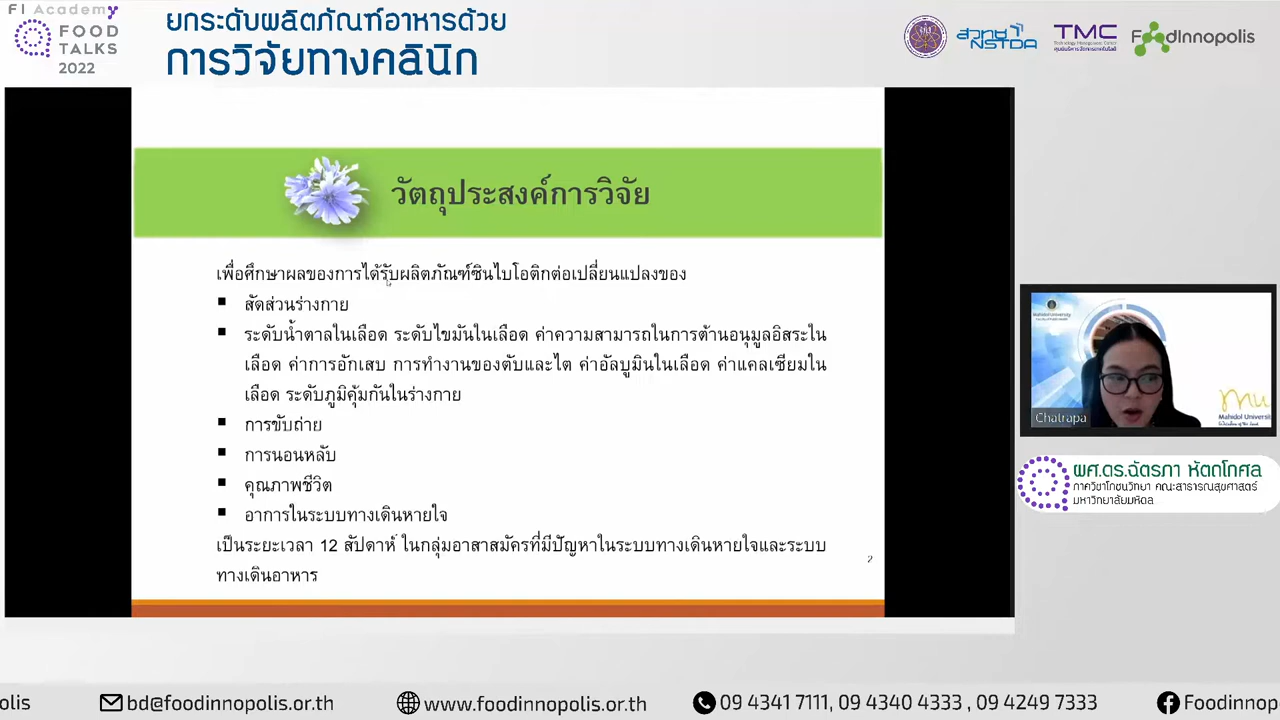 FI Academy
FOOD
TALKS
2022
ยกระดับผลิตภัณฑ์อาหารด้วย
การวิจัยทางคลินิก
สวทช
NSTDA
TMC
FoodInnopolis
วัตถุประสงค์การวิจัย
เพื่อศึกษาผลของการได้รับผลิตภัณฑ์ซินไบโอติกต่อเปลี่ยนแปลงของ
▪ สัดส่วนร่างกาย
▪ ระดับน้ำตาลในเลือด ระดับไขมันในเลือด ค่าความสามารถในการต้านอนุมูลอิสระใน
เลือด ค่าการอักเสบ การทำงานของตับและไต ค่าอัลบูมินในเลือด ค่าแคลเซียมใน
เลือด ระดับภูมิคุ้มกันในร่างกาย
▪ การขับถ่าย
▪ การนอนหลับ
▪ คุณภาพชีวิต
▪ อาการในระบบทางเดินหายใจ
เป็นระยะเวลา 12 สัปดาห์ ในกลุ่มอาสาสมัครที่มีปัญหาในระบบทางเดินหายใจและระบบ
ทางเดินอาหาร
2
Mahidol University
Chatrapa
mu
Mahidol Universit
ผศ.ดร.ฉัตรภา หัตถโกศล
ภาควิชาโภชนวิทยา คณะสาธารณสุขศาสตร์
มหาวิทยาลัยมหิดล
olis
bd@foodinnopolis.or.th
www.foodinnopolis.or.th
09 4341 7111, 09 4340 4333 , 09 4249 7333
Foodinnop